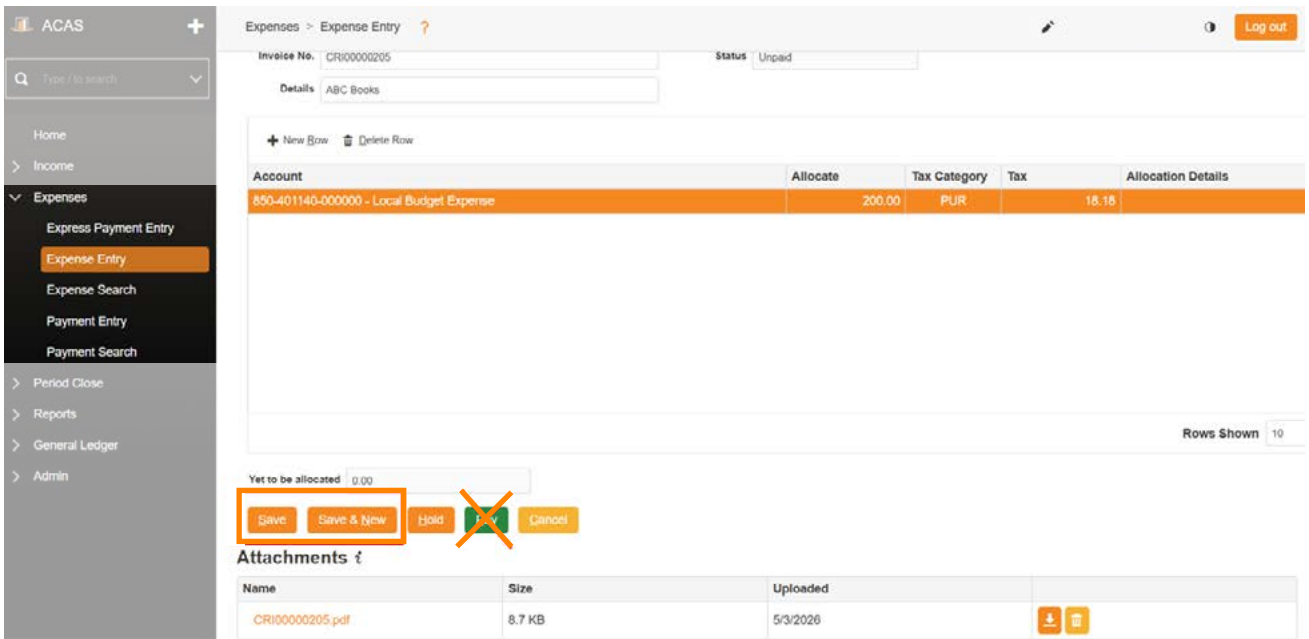 ACAS
Expenses > Expense Entry ?
Log out
Type / to search
Invoice No. CRI00000205
Status Unpaid
Details ABC Books
Home
Income
Expenses
Express Payment Entry
Expense Entry
Expense Search
Payment Entry
Payment Search
Period Close
Reports
General Ledger
Admin
New Row Delete Row
Account Allocate Tax Category Tax Allocation Details
850-401140-000000 - Local Budget Expense 200.00 PUR 18.18
Rows Shown 10
Yet to be allocated 0.00
Save Save & New Hold Cancel
Attachments i
Name Size Uploaded
CRI00000205.pdf 8.7 KB 5/3/2026